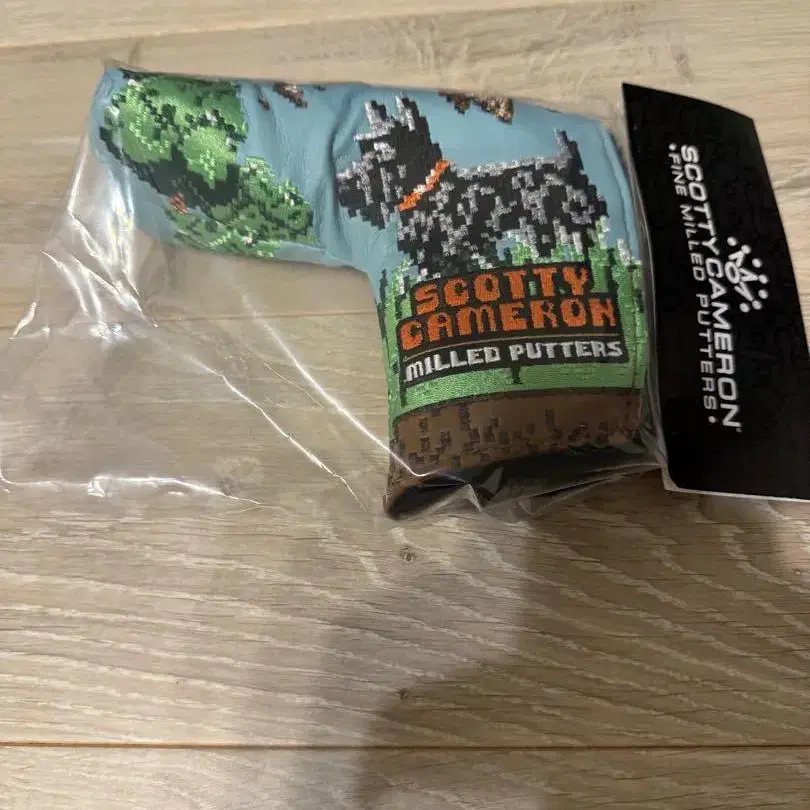 SCOTTY
CAMERON
MILLED PUTTERS
SCOTTY CAMERON®
• FINE MILLED PUTTERS •